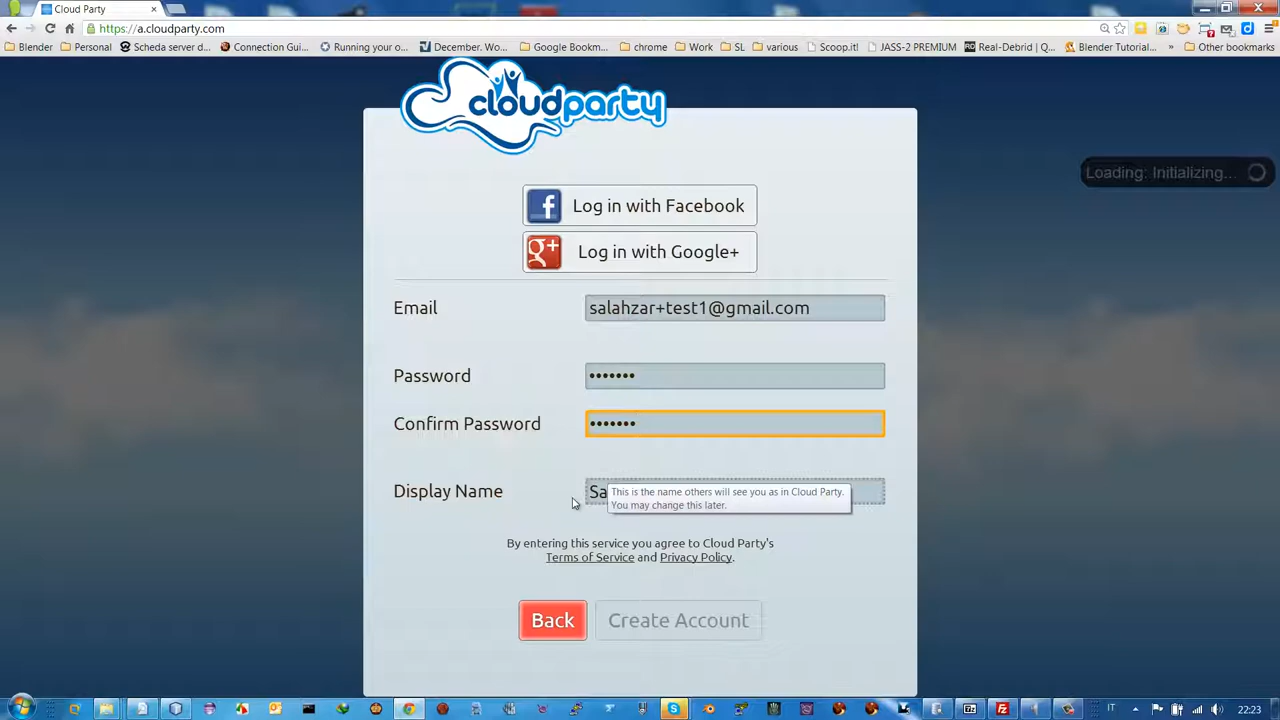 Cloud Party
https://a.cloudparty.com
Blender Personal Scheda server d... Connection Gui... Running your o... December. Wo... Google Bookm... chrome Work SL various Scoop.it! JASS-2 PREMIUM Real-Debrid | Q... Blender Tutorial... » Other bookmarks
cloudparty
Loading: Initializing...
Log in with Facebook
Log in with Google+
Email salahzar+test1@gmail.com
Password •••••••
Confirm Password •••••••
Display Name Sa
This is the name others will see you as in Cloud Party.
You may change this later.
By entering this service you agree to Cloud Party's
Terms of Service and Privacy Policy.
Back Create Account
IT 22:23